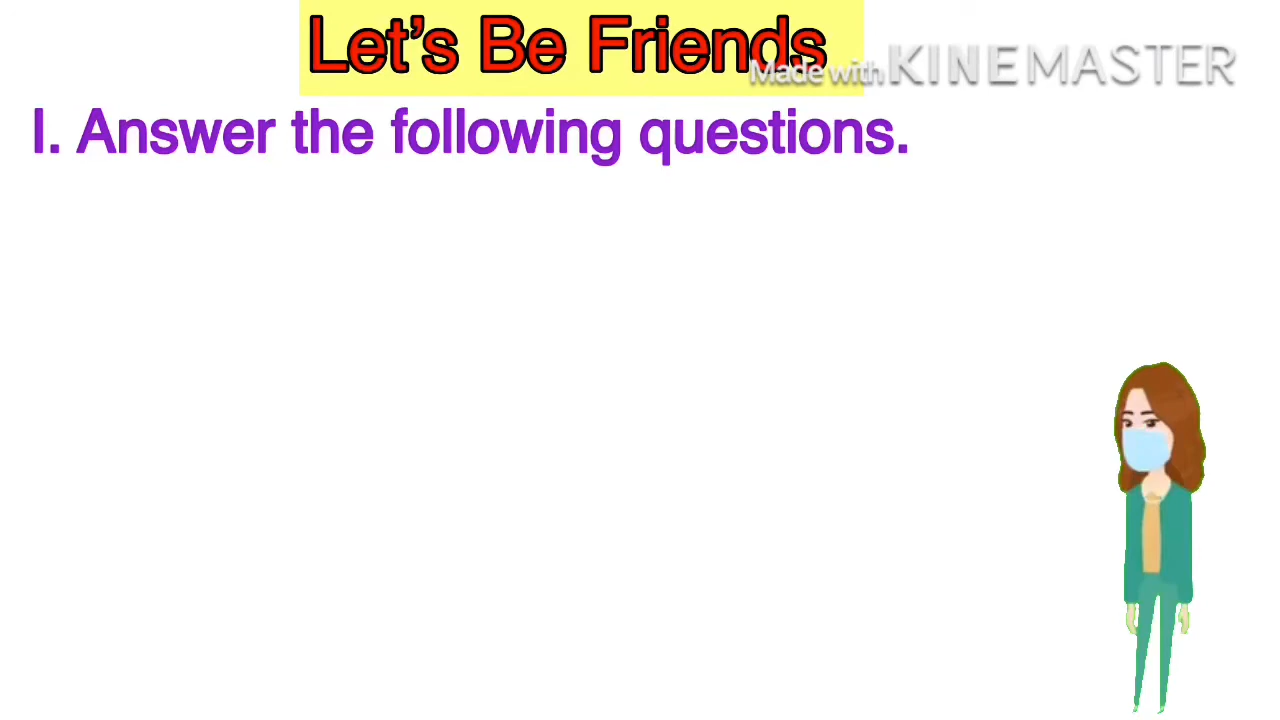 Let's Be Friends
Made with KINEMASTER
I. Answer the following questions.